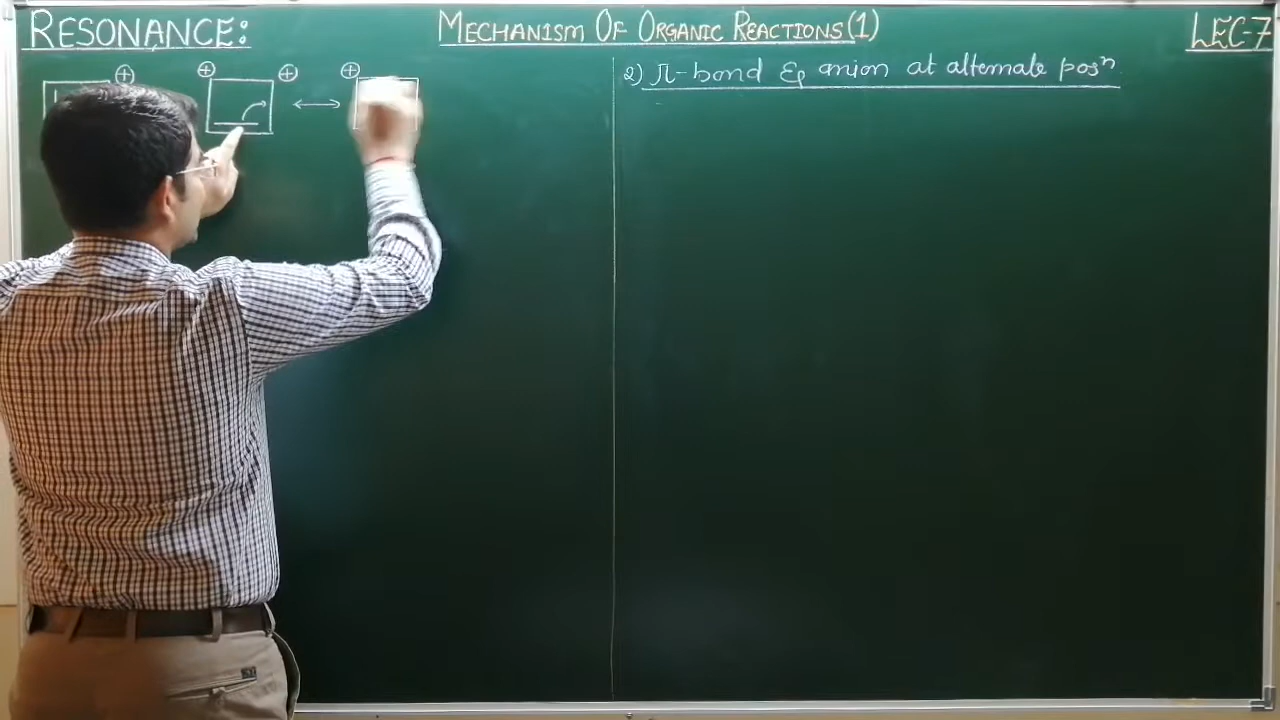 RESONANCE:
MECHANISM OF ORGANIC REACTIONS(1)
LEC-7
⊕ ⊕ ⊕ ⟷ ⊕
2) π-bond & anion at alternate posⁿ